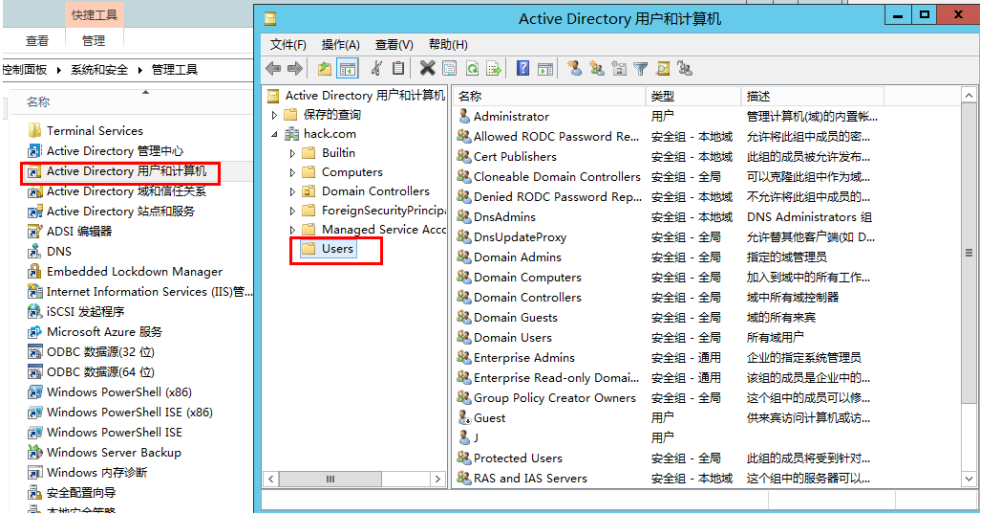 快捷工具
查看
管理
控制面板 ▸ 系统和安全 ▸ 管理工具
名称
Terminal Services
Active Directory 管理中心
Active Directory 用户和计算机
Active Directory 域和信任关系
Active Directory 站点和服务
ADSI 编辑器
DNS
Embedded Lockdown Manager
Internet Information Services (IIS)管...
iSCSI 发起程序
Microsoft Azure 服务
ODBC 数据源(32 位)
ODBC 数据源(64 位)
Windows PowerShell (x86)
Windows PowerShell ISE (x86)
Windows PowerShell ISE
Windows Server Backup
Windows 内存诊断
安全配置向导
本地安全策略
Active Directory 用户和计算机
文件(F) 操作(A) 查看(V) 帮助(H)
Active Directory 用户和计算机
保存的查询
hack.com
Builtin
Computers
Domain Controllers
ForeignSecurityPrincip
Managed Service Acc
Users
名称 类型 描述
Administrator 用户 管理计算机(域)的内置帐...
Allowed RODC Password Re... 安全组 - 本地域 允许将此组中成员的密...
Cert Publishers 安全组 - 本地域 此组的成员被允许发布...
Cloneable Domain Controllers 安全组 - 全局 可以克隆此组中作为域...
Denied RODC Password Rep... 安全组 - 本地域 不允许将此组中成员的...
DnsAdmins 安全组 - 本地域 DNS Administrators 组
DnsUpdateProxy 安全组 - 全局 允许替其他客户端(如 D...
Domain Admins 安全组 - 全局 指定的域管理员
Domain Computers 安全组 - 全局 加入到域中的所有工作...
Domain Controllers 安全组 - 全局 域中所有域控制器
Domain Guests 安全组 - 全局 域的所有来宾
Domain Users 安全组 - 全局 所有域用户
Enterprise Admins 安全组 - 通用 企业的指定系统管理员
Enterprise Read-only Domai... 安全组 - 通用 该组的成员是企业中的...
Group Policy Creator Owners 安全组 - 全局 这个组中的成员可以修...
Guest 用户 供来宾访问计算机或访...
J 用户
Protected Users 安全组 - 全局 此组的成员将受到针对...
RAS and IAS Servers 安全组 - 本地域 这个组中的服务器可以...